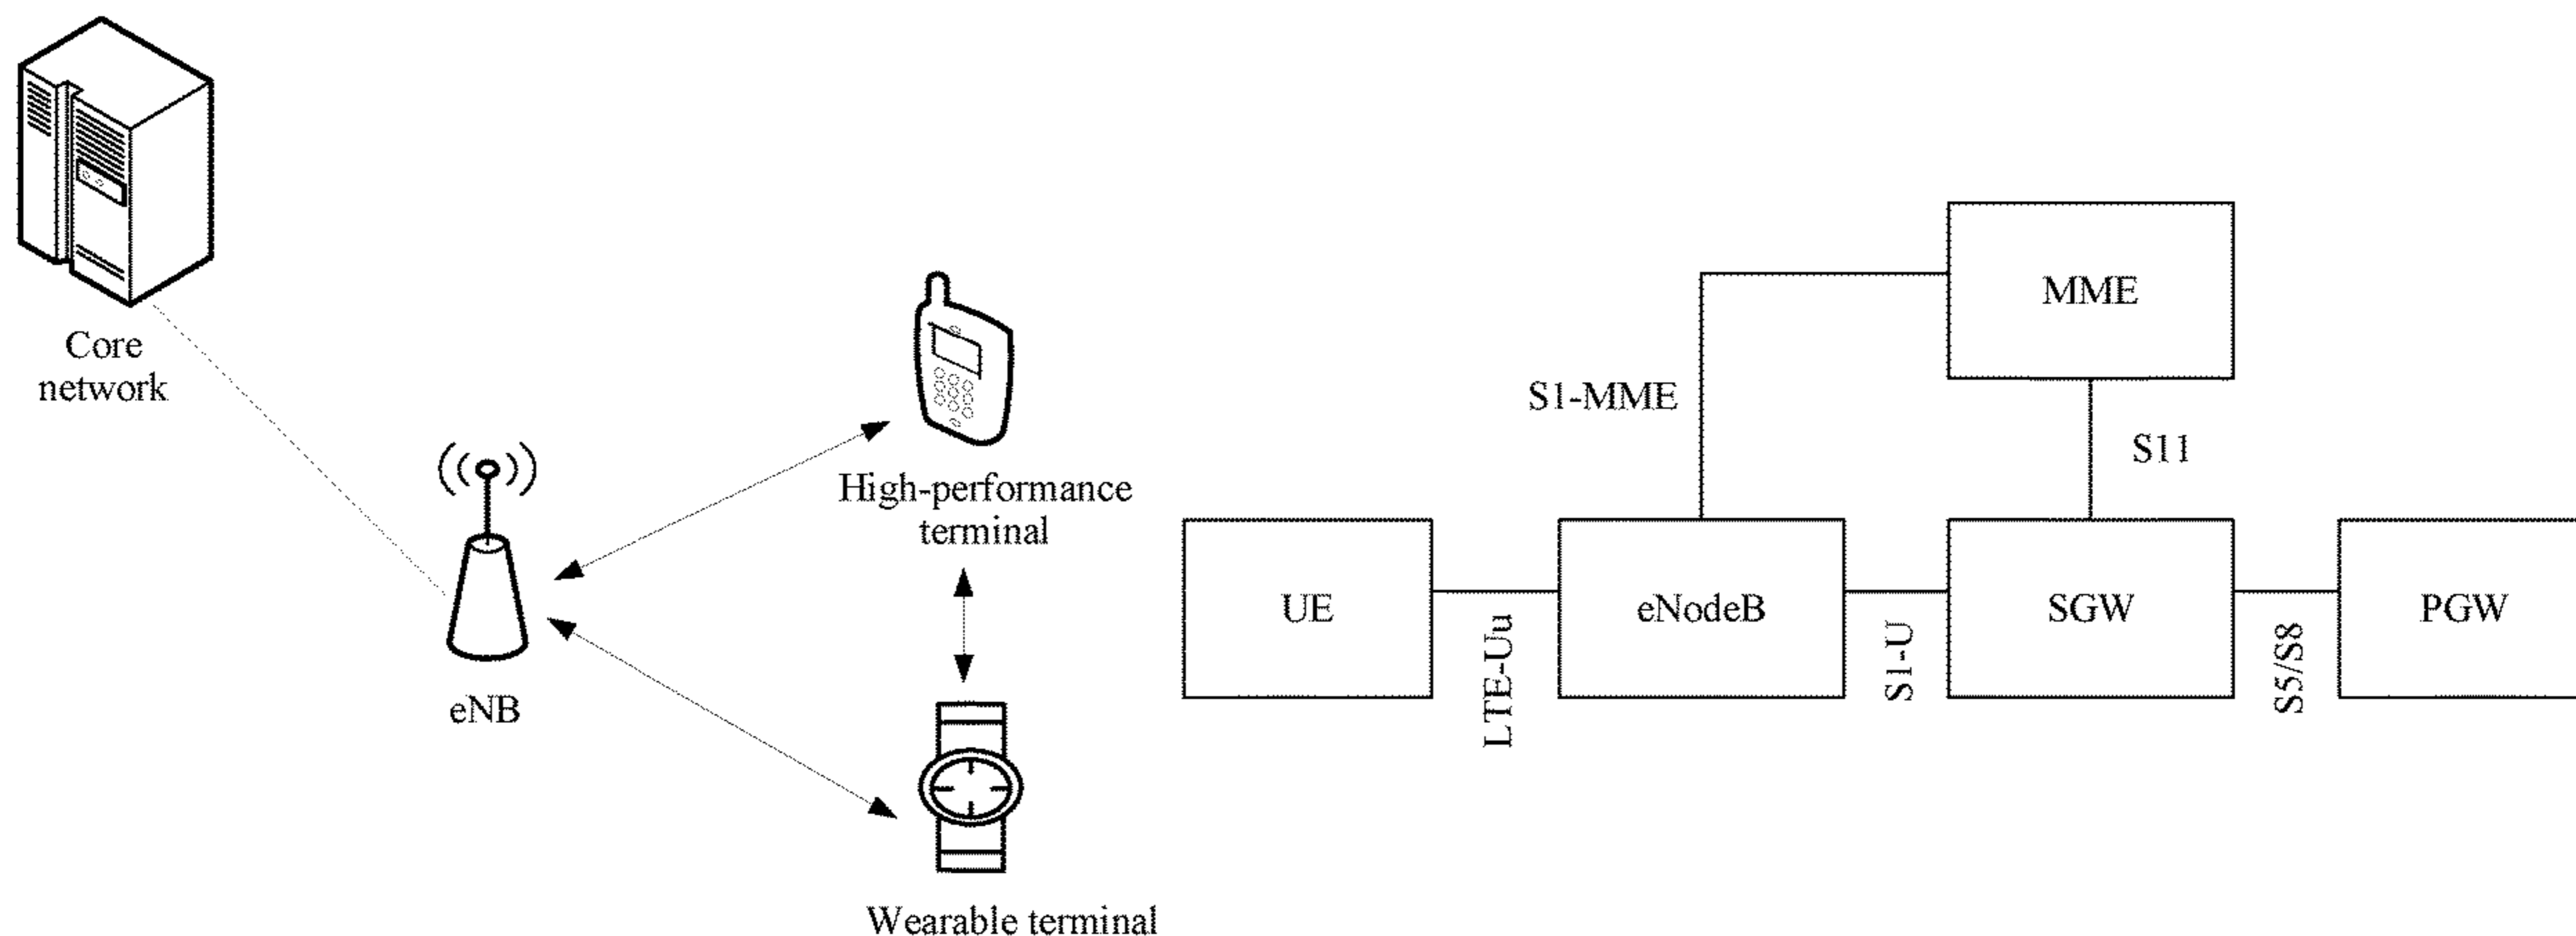 Core
network
eNB
High-performance
terminal
Wearable terminal
MME
S1-MME
S11
UE
LTE-Uu
eNodeB
S1-U
SGW
S5/S8
PGW